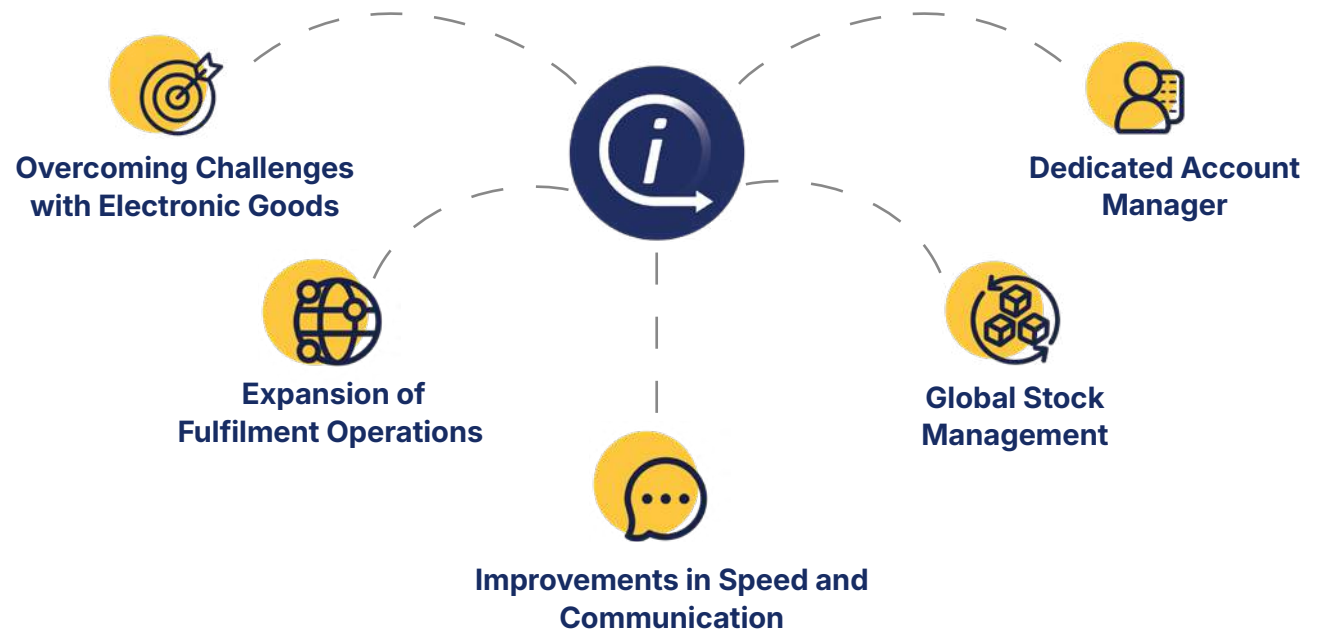 i
Overcoming Challenges
with Electronic Goods
Dedicated Account
Manager
Expansion of
Fulfilment Operations
Global Stock
Management
Improvements in Speed and
Communication